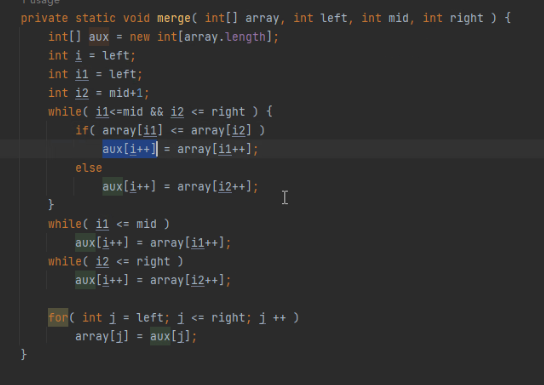 1 usage
private static void merge( int[] array, int left, int mid, int right ) {
    int[] aux = new int[array.length];
    int i = left;
    int i1 = left;
    int i2 = mid+1;
    while( i1<=mid && i2 <= right ) {
        if( array[i1] <= array[i2] )
            aux[i++] = array[i1++];
        else
            aux[i++] = array[i2++];
    }
    while( i1 <= mid )
        aux[i++] = array[i1++];
    while( i2 <= right )
        aux[i++] = array[i2++];
    for( int j = left; j <= right; j ++ )
        array[j] = aux[j];
}